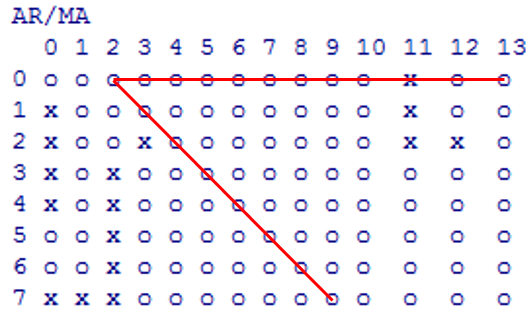 AR/MA
0 1 2 3 4 5 6 7 8 9 10 11 12 13
0 o o o o o o o o o o o x o o
1 x o o o o o o o o o o x o o
2 x o o x o o o o o o o x x o
3 x o x o o o o o o o o o o o
4 x o x o o o o o o o o o o o
5 o o x o o o o o o o o o o o
6 o o x o o o o o o o o o o o
7 x x x o o o o o o o o o o o